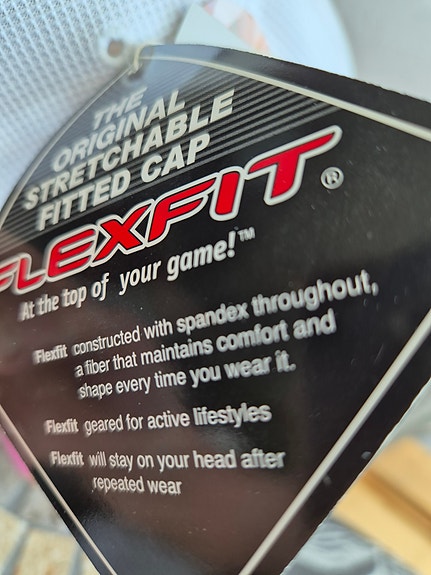 THE
ORIGINAL
STRETCHABLE
FITTED CAP
FLEXFIT®
At the top of your game!™
Flexfit constructed with spandex throughout,
a fiber that maintains comfort and
shape every time you wear it.
Flexfit geared for active lifestyles
Flexfit will stay on your head after
repeated wear